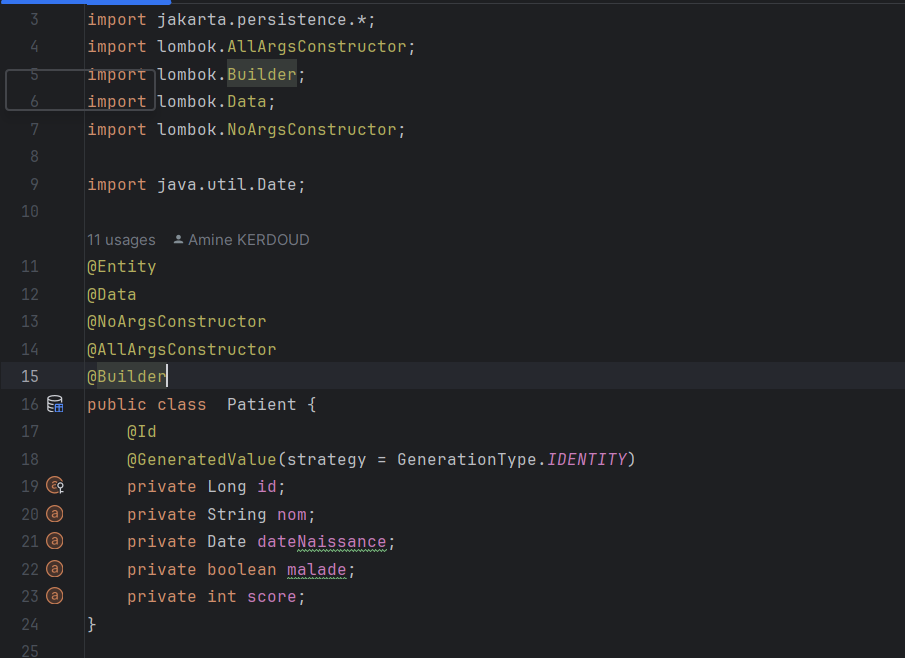 3 import jakarta.persistence.*;
4 import lombok.AllArgsConstructor;
5 import lombok.Builder;
6 import lombok.Data;
7 import lombok.NoArgsConstructor;
8
9 import java.util.Date;
10
11 usages Amine KERDOUD
11 @Entity
12 @Data
13 @NoArgsConstructor
14 @AllArgsConstructor
15 @Builder
16 public class  Patient {
17     @Id
18     @GeneratedValue(strategy = GenerationType.IDENTITY)
19     private Long id;
20     private String nom;
21     private Date dateNaissance;
22     private boolean malade;
23     private int score;
24 }
25